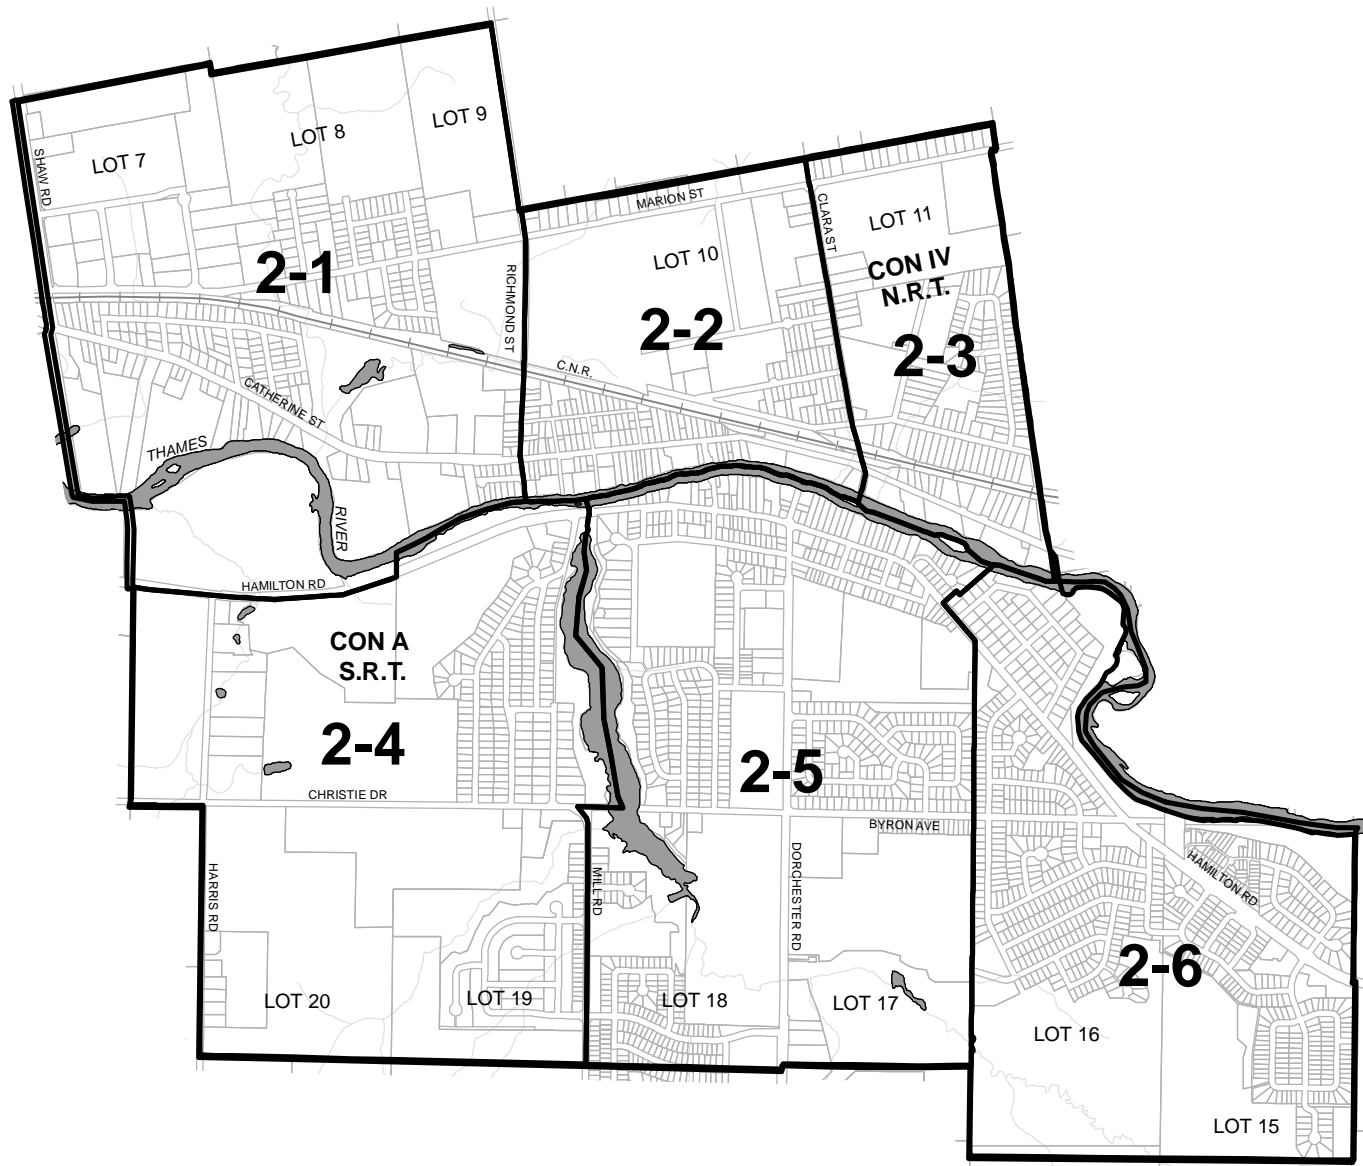 LOT 7
LOT 8
LOT 9
SHAW RD
2-1
RICHMOND ST
MARION ST
LOT 10
CLARA ST
LOT 11
CON IV
N.R.T.
2-2
2-3
C.N.R.
CATHERINE ST
THAMES
RIVER
HAMILTON RD
CON A
S.R.T.
2-4
2-5
CHRISTIE DR
BYRON AVE
HARRIS RD
MILL RD
DORCHESTER RD
HAMILTON RD
2-6
LOT 20
LOT 19
LOT 18
LOT 17
LOT 16
LOT 15